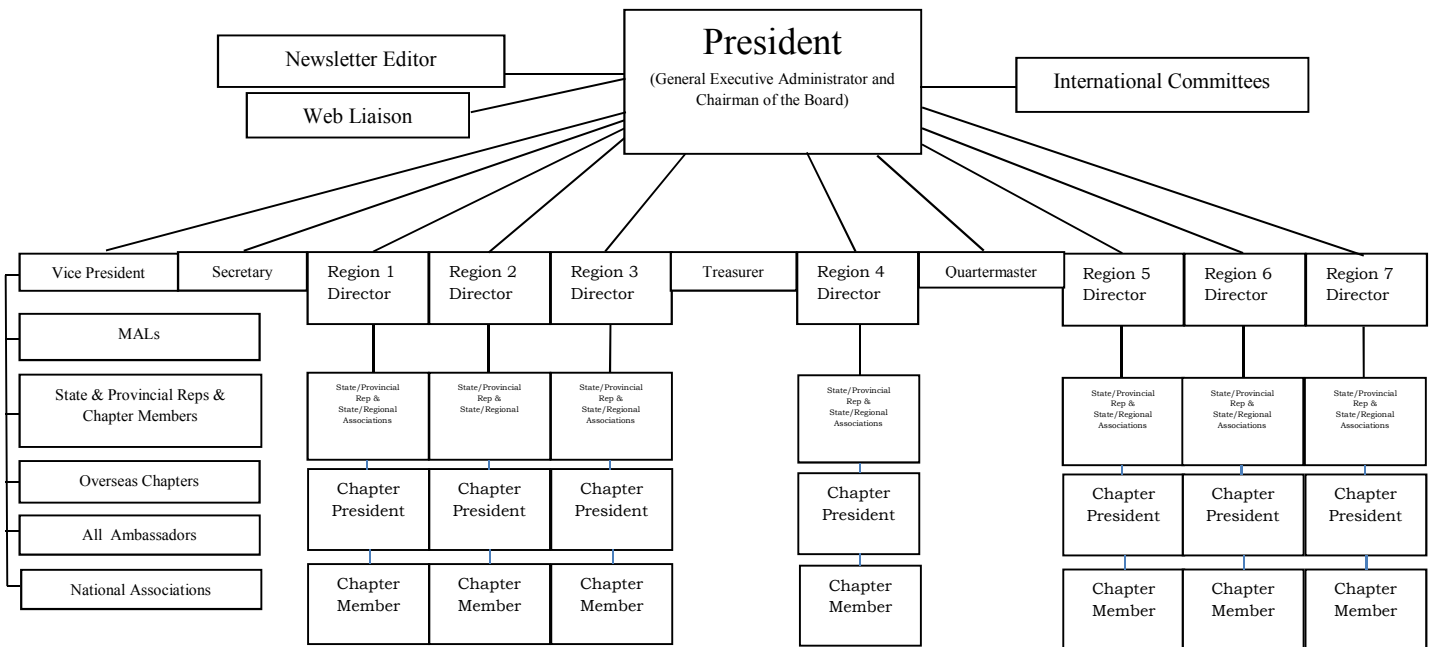 President
(General Executive Administrator and
Chairman of the Board)
Newsletter Editor
Web Liaison
International Committees
Vice President
Secretary
Region 1
Director
Region 2
Director
Region 3
Director
Treasurer
Region 4
Director
Quartermaster
Region 5
Director
Region 6
Director
Region 7
Director
MALs
State & Provincial Reps &
Chapter Members
Overseas Chapters
All Ambassadors
National Associations
State/Provincial
Rep &
State/Regional
Associations
State/Provincial
Rep &
State/Regional
State/Provincial
Rep &
State/Regional
Associations
State/Provincial
Rep &
State/Regional
Associations
State/Provincial
Rep &
State/Regional
Associations
State/Provincial
Rep &
State/Regional
Associations
State/Provincial
Rep &
State/Regional
Associations
Chapter
President
Chapter
President
Chapter
President
Chapter
President
Chapter
President
Chapter
President
Chapter
President
Chapter
Member
Chapter
Member
Chapter
Member
Chapter
Member
Chapter
Member
Chapter
Member
Chapter
Member